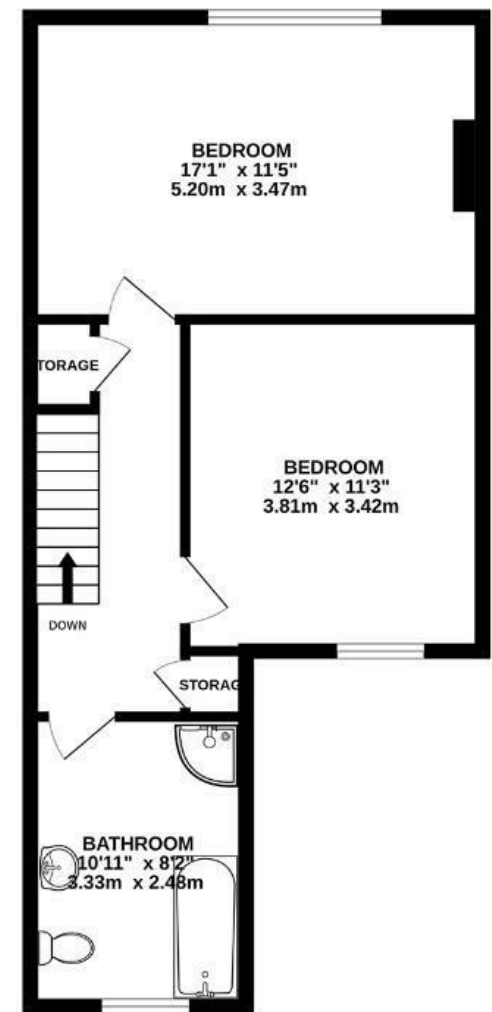 BEDROOM
17'1" x 11'5"
5.20m x 3.47m
TORAGE
BEDROOM
12'6" x 11'3"
3.81m x 3.42m
DOWN
STORAG
BATHROOM
10'11" x 8'2"
3.33m x 2.48m